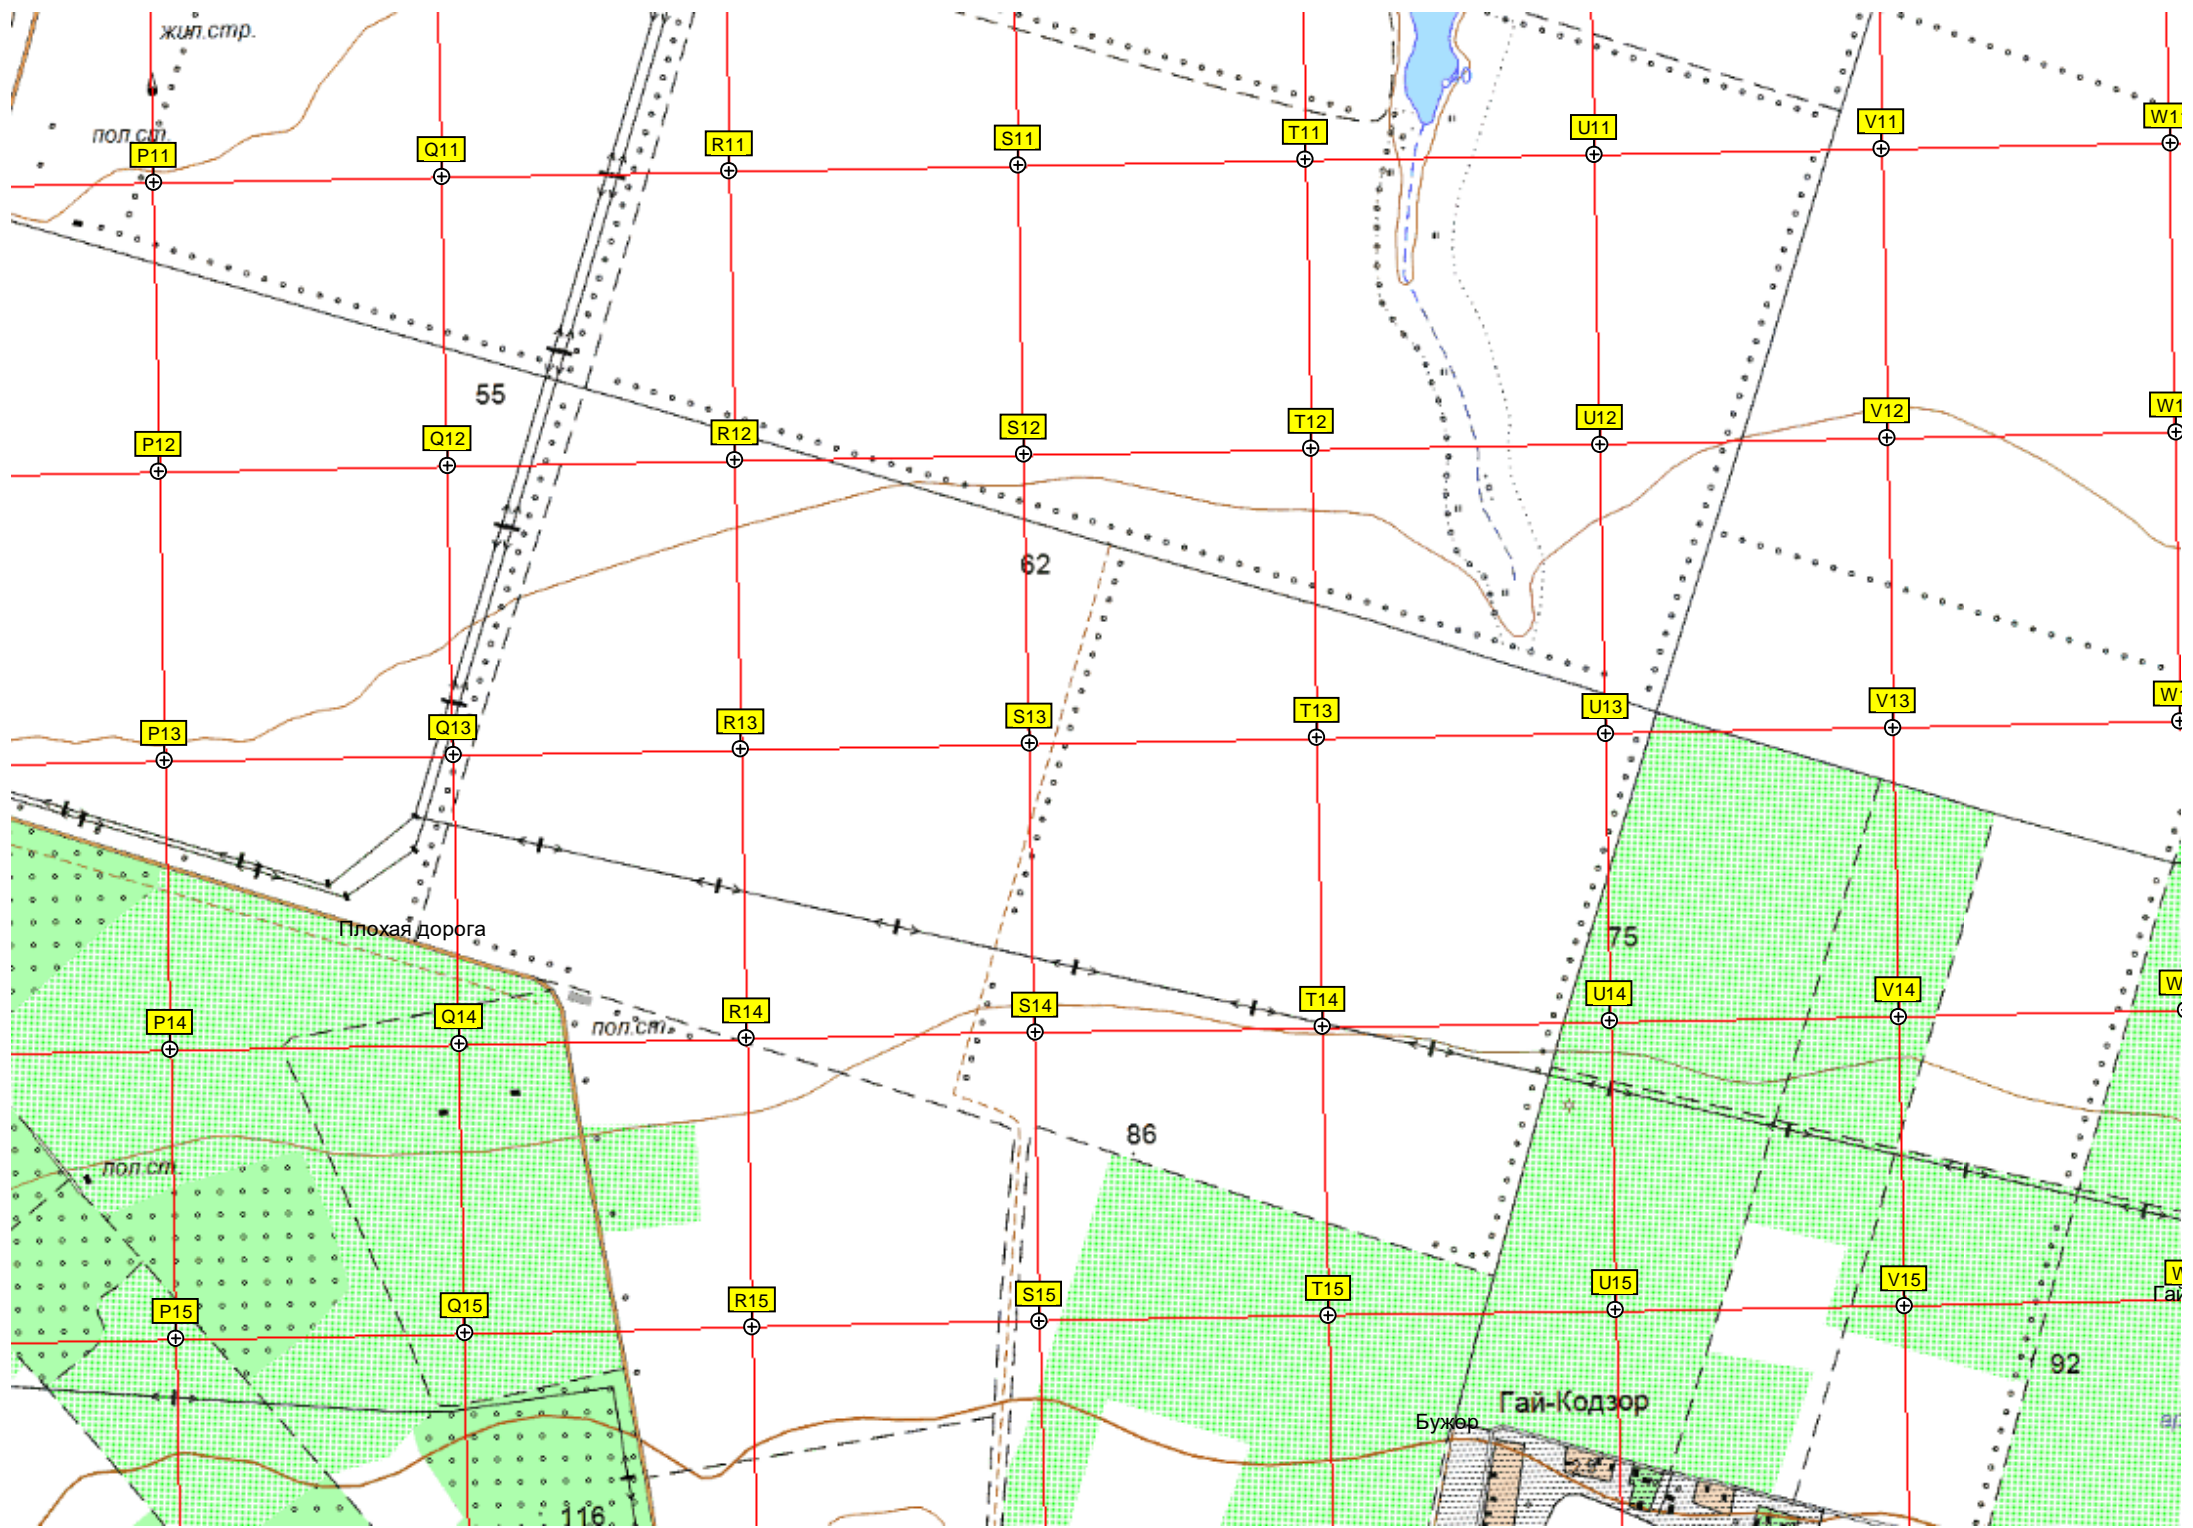 жил.стр.
40
пол.ст.
P11
Q11
R11
S11
T11
U11
V11
55
P12
Q12
R12
S12
T12
U12
V12
62
P13
Q13
R13
S13
T13
U13
V13
Плохая дорога
75
пол.ст.
P14
Q14
R14
S14
T14
U14
V14
86
пол.ст.
P15
Q15
R15
S15
T15
U15
V15
92
Гай-Кодзор
Бужор
116